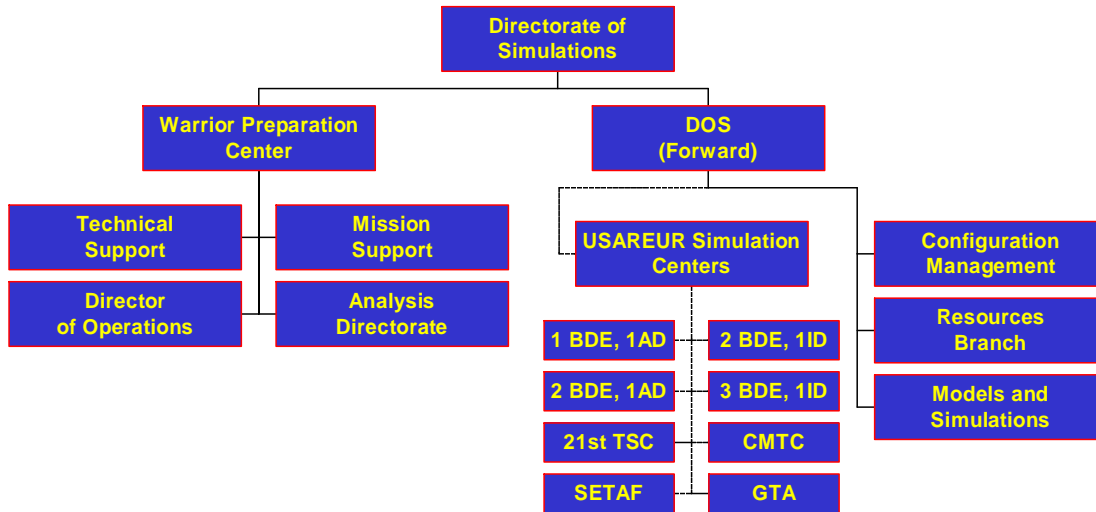 Directorate of
Simulations
Warrior Preparation
Center
DOS
(Forward)
Technical
Support
Mission
Support
USAREUR Simulation
Centers
Configuration
Management
Director
of Operations
Analysis
Directorate
Resources
Branch
1 BDE, 1AD
2 BDE, 1ID
2 BDE, 1AD
3 BDE, 1ID
Models and
Simulations
21st TSC
CMTC
SETAF
GTA